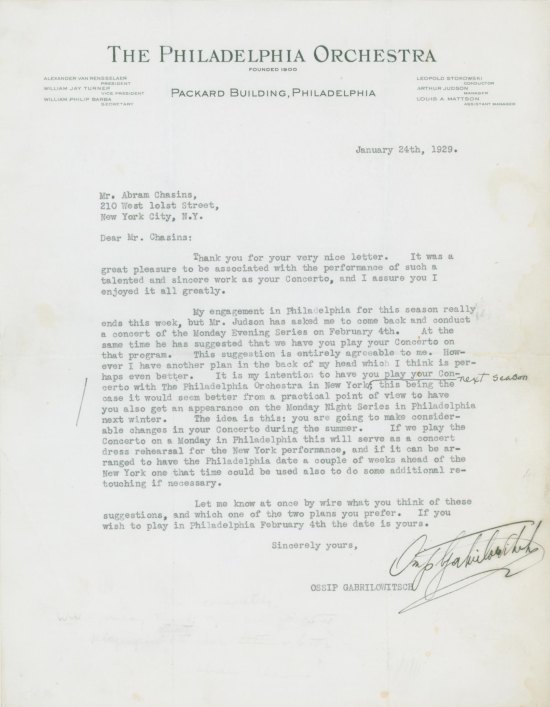 THE PHILADELPHIA ORCHESTRA
FOUNDED 1900
PACKARD BUILDING, PHILADELPHIA
ALEXANDER VAN RENSSELAER
PRESIDENT
WILLIAM JAY TURNER
VICE PRESIDENT
WILLIAM PHILIP BARBA
SECRETARY
LEOPOLD STOKOWSKI
CONDUCTOR
ARTHUR JUDSON
MANAGER
LOUIS A. MATTSON
ASSISTANT MANAGER
January 24th, 1929.
Mr. Abram Chasins,
210 West 101st Street,
New York City, N.Y.
Dear Mr. Chasins:
Thank you for your very nice letter. It was a
great pleasure to be associated with the performance of such a
talented and sincere work as your Concerto, and I assure you I
enjoyed it all greatly.
My engagement in Philadelphia for this season really
ends this week, but Mr. Judson has asked me to come back and conduct
a concert of the Monday Evening Series on February 4th. At the
same time he has suggested that we have you play your Concerto on
that program. This suggestion is entirely agreeable to me. How-
ever I have another plan in the back of my head which I think is per-
haps even better. It is my intention to have you play your Con-
certo with The Philadelphia Orchestra in New York, next season; this being the
case it would seem better from a practical point of view to have
you also get an appearance on the Monday Night Series in Philadelphia
next winter. The idea is this: you are going to make consider-
able changes in your Concerto during the summer. If we play the
Concerto on a Monday in Philadelphia this will serve as a concert
dress rehearsal for the New York performance, and if it can be ar-
ranged to have the Philadelphia date a couple of weeks ahead of the
New York one that time could be used also to do some additional re-
touching if necessary.
Let me know at once by wire what you think of these
suggestions, and which one of the two plans you prefer. If you
wish to play in Philadelphia February 4th the date is yours.
Sincerely yours,
Ossip Gabrilowitsch
OSSIP GABRILOWITSCH